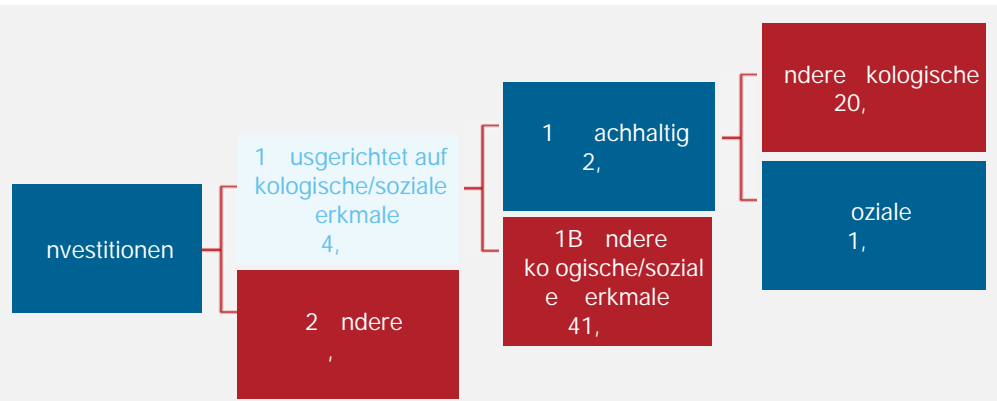 nvestitionen
1 usgerichtet auf
kologische/soziale
erkmale
4,
2 ndere
,
1 achhaltig
2,
1B ndere
ko ogische/sozial
e erkmale
41,
ndere kologische
20,
oziale
1,